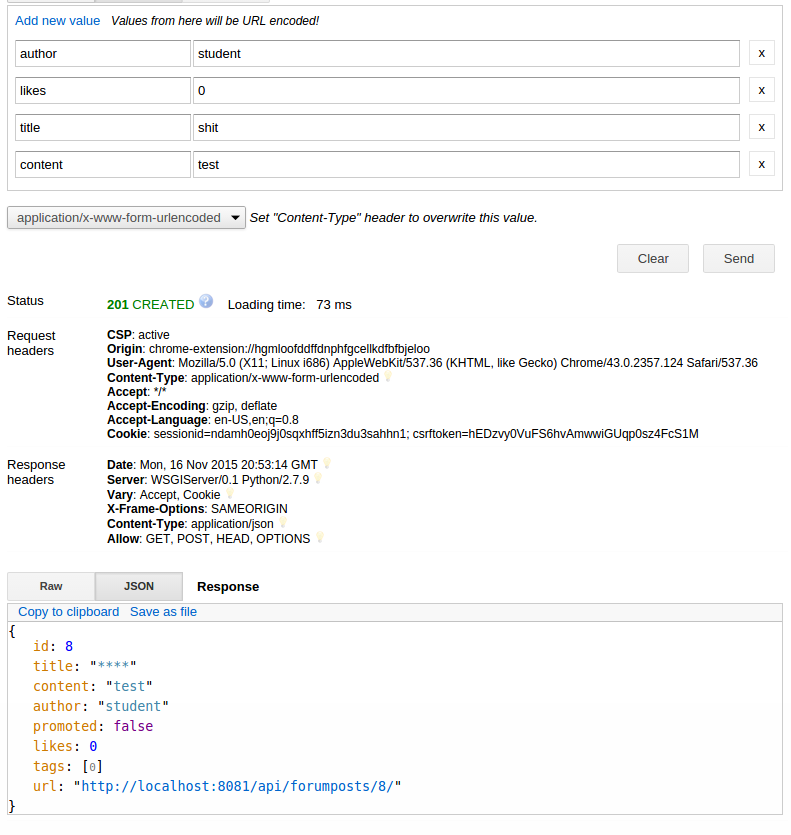 Add new value Values from here will be URL encoded!
author student x
likes 0 x
title shit x
content test x
application/x-www-form-urlencoded Set "Content-Type" header to overwrite this value.
Clear Send
Status 201 CREATED ? Loading time: 73 ms
Request headers
CSP: active
Origin: chrome-extension://hgmloofddffdnphfgcellkdfbfbjeloo
User-Agent: Mozilla/5.0 (X11; Linux i686) AppleWebKit/537.36 (KHTML, like Gecko) Chrome/43.0.2357.124 Safari/537.36
Content-Type: application/x-www-form-urlencoded
Accept: */*
Accept-Encoding: gzip, deflate
Accept-Language: en-US,en;q=0.8
Cookie: sessionid=ndamh0eoj9j0sqxhff5izn3du3sahhn1; csrftoken=hEDzvy0VuFS6hvAmwwiGUqp0sz4FcS1M
Response headers
Date: Mon, 16 Nov 2015 20:53:14 GMT
Server: WSGIServer/0.1 Python/2.7.9
Vary: Accept, Cookie
X-Frame-Options: SAMEORIGIN
Content-Type: application/json
Allow: GET, POST, HEAD, OPTIONS
Raw JSON Response
Copy to clipboard Save as file
{
id: 8
title: "****"
content: "test"
author: "student"
promoted: false
likes: 0
tags: [0]
url: "http://localhost:8081/api/forumposts/8/"
}